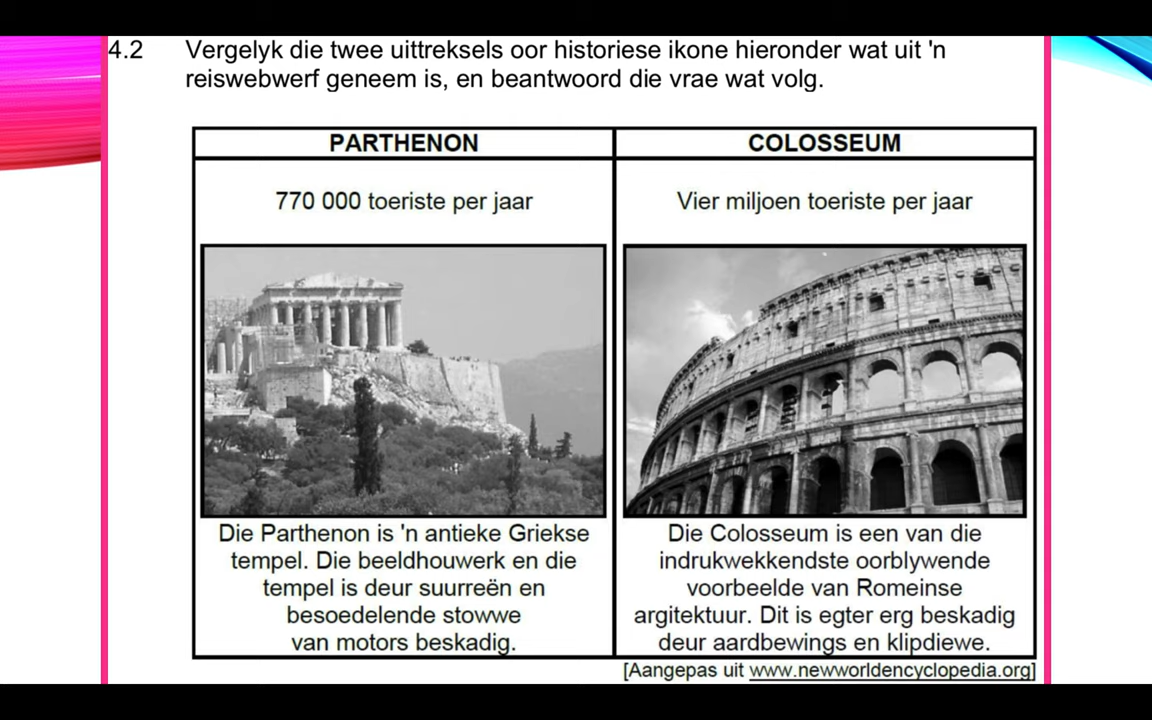 4.2 Vergelyk die twee uittreksels oor historiese ikone hieronder wat uit 'n
reiswebwerf geneem is, en beantwoord die vrae wat volg.
PARTHENON
770 000 toeriste per jaar
Die Parthenon is 'n antieke Griekse
tempel. Die beeldhouwerk en die
tempel is deur suurreën en
besoedelende stowwe
van motors beskadig.
COLOSSEUM
Vier miljoen toeriste per jaar
Die Colosseum is een van die
indrukwekkendste oorblywende
voorbeelde van Romeinse
argitektuur. Dit is egter erg beskadig
deur aardbewings en klipdiewe.
[Aangepas uit www.newworldencyclopedia.org]